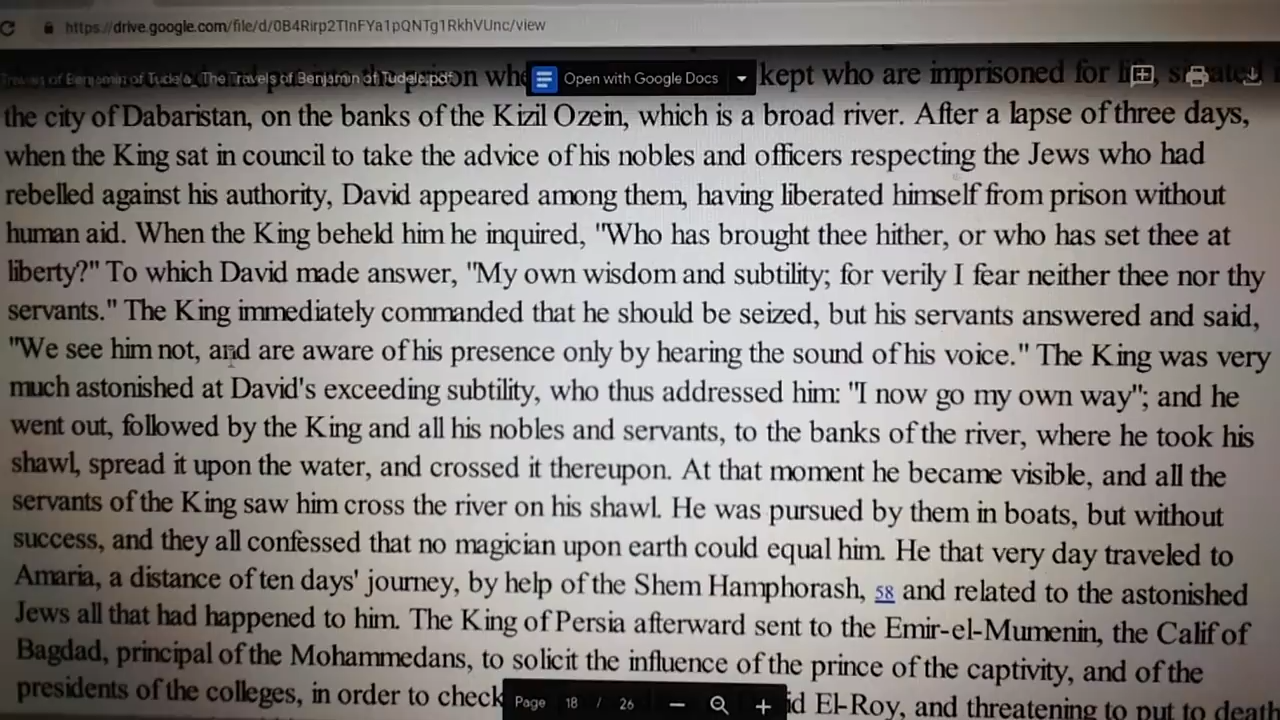 https://drive.google.com/file/d/0B4Rirp2TlnFYa1pQNTg1RkhVUnc/view
Travels of Benjamin of Tudela_The Travels of Benjamin of Tudela.pdf
Open with Google Docs
the prison kept who are imprisoned for life, situated
the city of Dabaristan, on the banks of the Kizil Ozein, which is a broad river. After a lapse of three days,
when the King sat in council to take the advice of his nobles and officers respecting the Jews who had
rebelled against his authority, David appeared among them, having liberated himself from prison without
human aid. When the King beheld him he inquired, "Who has brought thee hither, or who has set thee at
liberty?" To which David made answer, "My own wisdom and subtility; for verily I fear neither thee nor thy
servants." The King immediately commanded that he should be seized, but his servants answered and said,
"We see him not, and are aware of his presence only by hearing the sound of his voice." The King was very
much astonished at David's exceeding subtility, who thus addressed him: "I now go my own way"; and he
went out, followed by the King and all his nobles and servants, to the banks of the river, where he took his
shawl, spread it upon the water, and crossed it thereupon. At that moment he became visible, and all the
servants of the King saw him cross the river on his shawl. He was pursued by them in boats, but without
success, and they all confessed that no magician upon earth could equal him. He that very day traveled to
Amaria, a distance of ten days' journey, by help of the Shem Hamphorash, 58 and related to the astonished
Jews all that had happened to him. The King of Persia afterward sent to the Emir-el-Mumenin, the Calif of
Bagdad, principal of the Mohammedans, to solicit the influence of the prince of the captivity, and of the
presidents of the colleges, in order to check id El-Roy, and threatening to put to death
Page 18 / 26